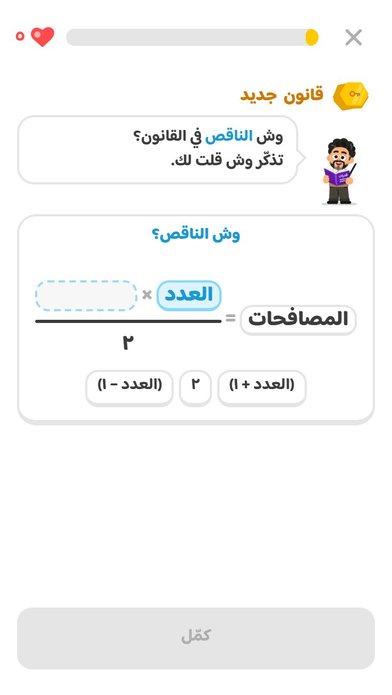 ٥
قانون جديد
وش الناقص في القانون؟
تذكّر وش قلت لك.
وش الناقص؟
المصافحات = العدد ×
٢
(العدد + ١) ٢ (العدد – ١)
كمّل